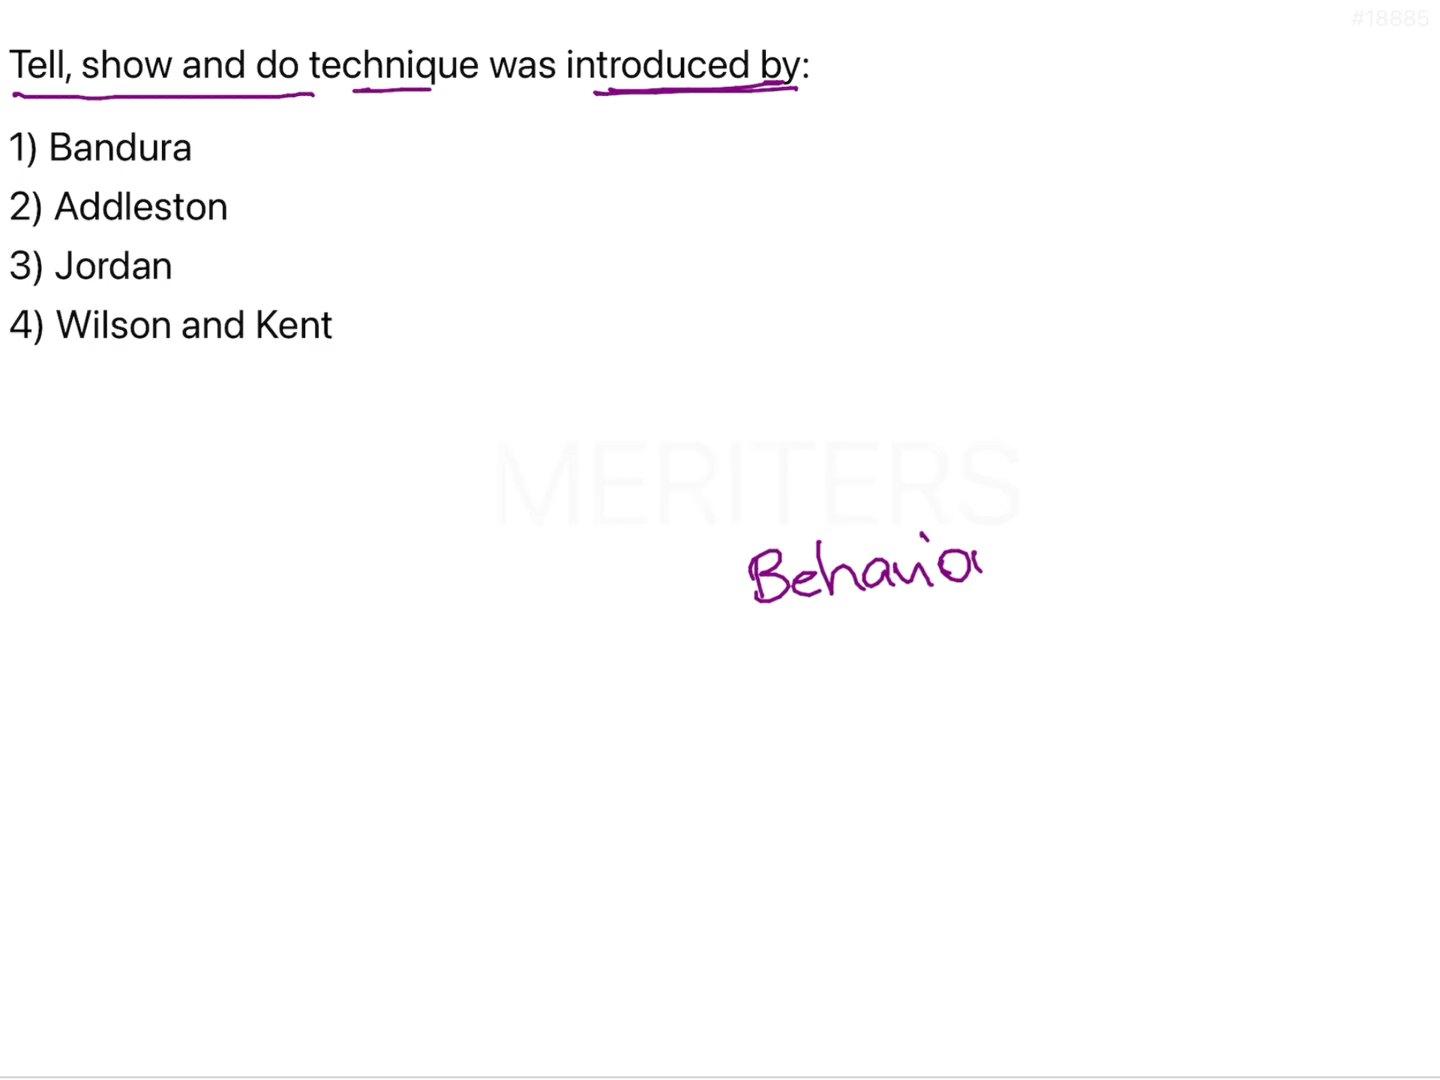 #18885
Tell, show and do technique was introduced by:
1) Bandura
2) Addleston
3) Jordan
4) Wilson and Kent
MERITERS
Behavior